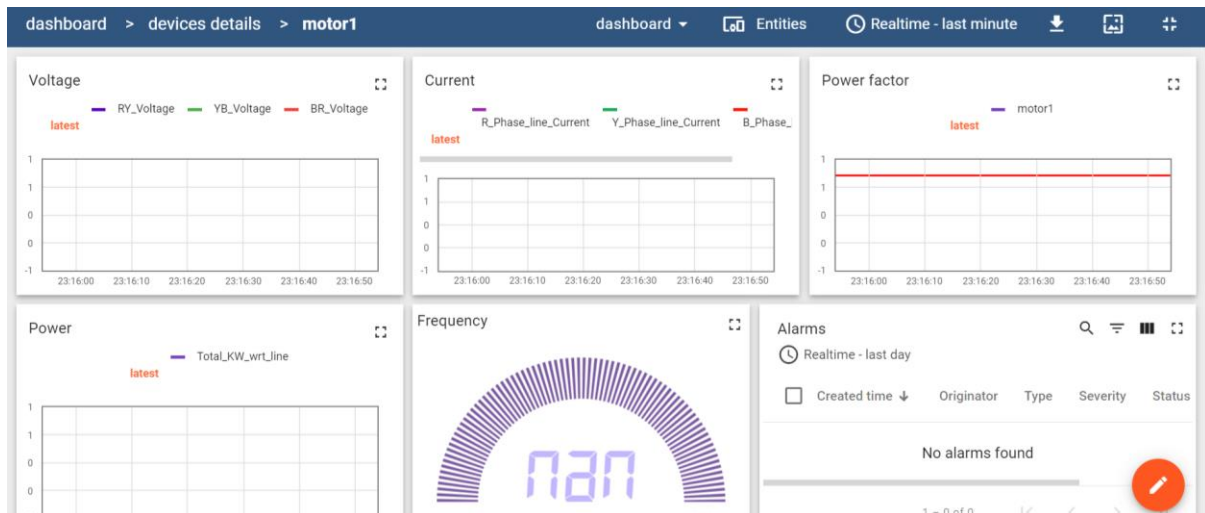 dashboard > devices details > motor1 dashboard Entities Realtime - last minute
Voltage
RY_Voltage YB_Voltage BR_Voltage
latest
1
1
0
0
-1
23:16:00 23:16:10 23:16:20 23:16:30 23:16:40 23:16:50
Current
R_Phase_line_Current Y_Phase_line_Current B_Phase_
latest
1
1
0
0
-1
23:16:00 23:16:10 23:16:20 23:16:30 23:16:40 23:16:50
Power factor
motor1
latest
1
1
0
0
-1
23:16:00 23:16:10 23:16:20 23:16:30 23:16:40 23:16:50
Power
Total_KW_wrt_line
latest
1
1
0
0
Frequency
nan
Alarms
Realtime - last day
Created time Originator Type Severity Status
No alarms found